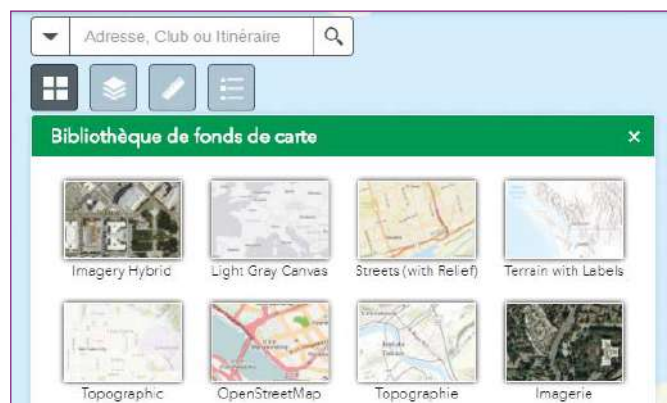 Adresse, Club ou Itinéraire
Bibliothèque de fonds de carte ×
Imagery Hybrid Light Gray Canvas Streets (with Relief) Terrain with Labels
Topographic OpenStreetMap Topographie Imagerie